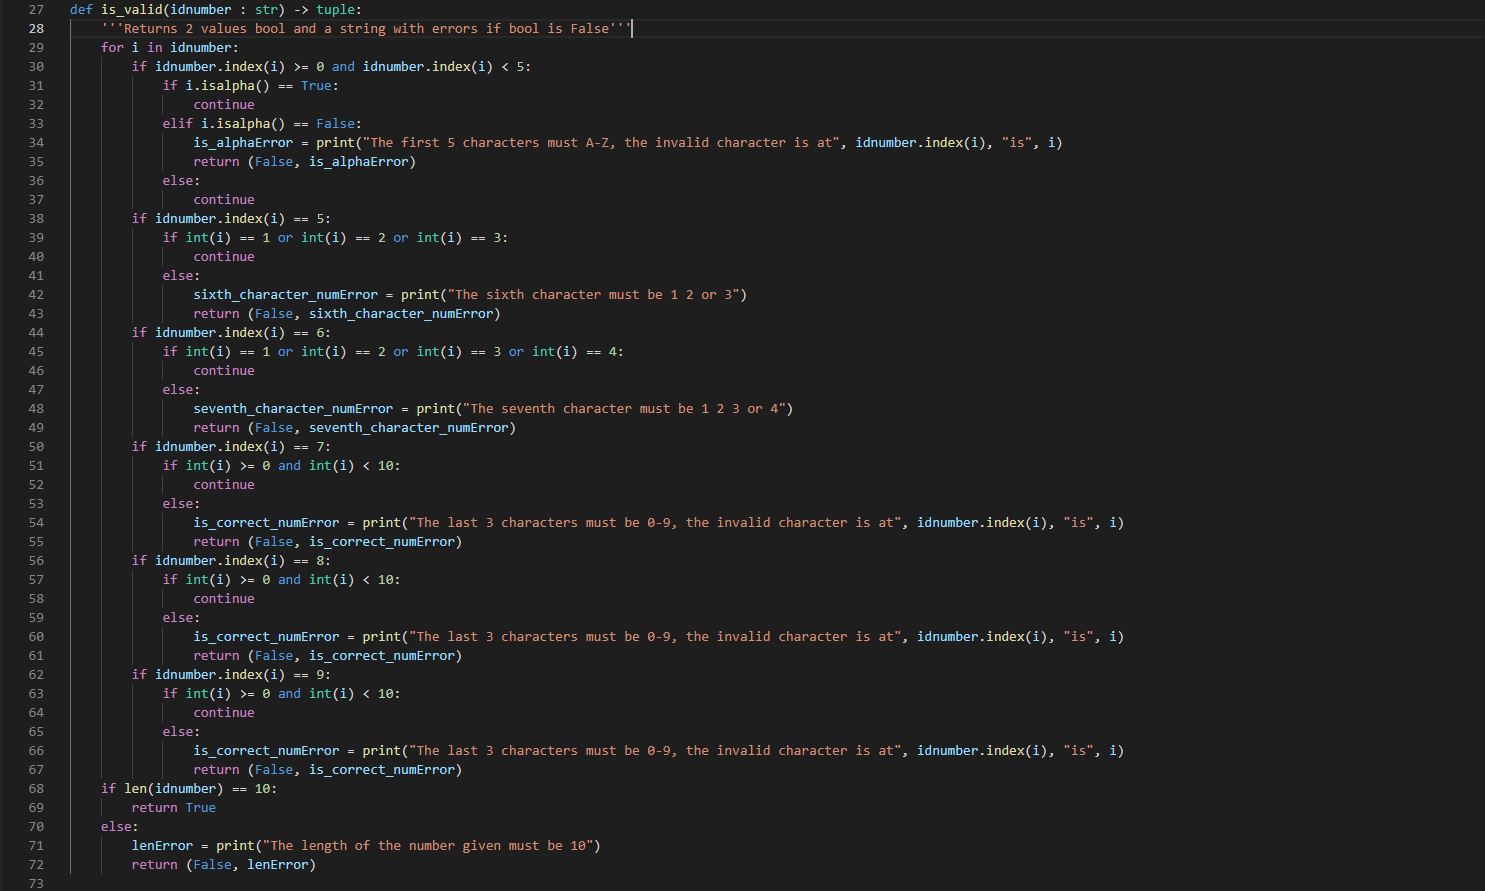 27 def is_valid(idnumber : str) -> tuple:
28     '''Returns 2 values bool and a string with errors if bool is False'''
29     for i in idnumber:
30         if idnumber.index(i) >= 0 and idnumber.index(i) < 5:
31             if i.isalpha() == True:
32                 continue
33             elif i.isalpha() == False:
34                 is_alphaError = print("The first 5 characters must A-Z, the invalid character is at", idnumber.index(i), "is", i)
35                 return (False, is_alphaError)
36             else:
37                 continue
38         if idnumber.index(i) == 5:
39             if int(i) == 1 or int(i) == 2 or int(i) == 3:
40                 continue
41             else:
42                 sixth_character_numError = print("The sixth character must be 1 2 or 3")
43                 return (False, sixth_character_numError)
44         if idnumber.index(i) == 6:
45             if int(i) == 1 or int(i) == 2 or int(i) == 3 or int(i) == 4:
46                 continue
47             else:
48                 seventh_character_numError = print("The seventh character must be 1 2 3 or 4")
49                 return (False, seventh_character_numError)
50         if idnumber.index(i) == 7:
51             if int(i) >= 0 and int(i) < 10:
52                 continue
53             else:
54                 is_correct_numError = print("The last 3 characters must be 0-9, the invalid character is at", idnumber.index(i), "is", i)
55                 return (False, is_correct_numError)
56         if idnumber.index(i) == 8:
57             if int(i) >= 0 and int(i) < 10:
58                 continue
59             else:
60                 is_correct_numError = print("The last 3 characters must be 0-9, the invalid character is at", idnumber.index(i), "is", i)
61                 return (False, is_correct_numError)
62         if idnumber.index(i) == 9:
63             if int(i) >= 0 and int(i) < 10:
64                 continue
65             else:
66                 is_correct_numError = print("The last 3 characters must be 0-9, the invalid character is at", idnumber.index(i), "is", i)
67                 return (False, is_correct_numError)
68     if len(idnumber) == 10:
69         return True
70     else:
71         lenError = print("The length of the number given must be 10")
72         return (False, lenError)
73